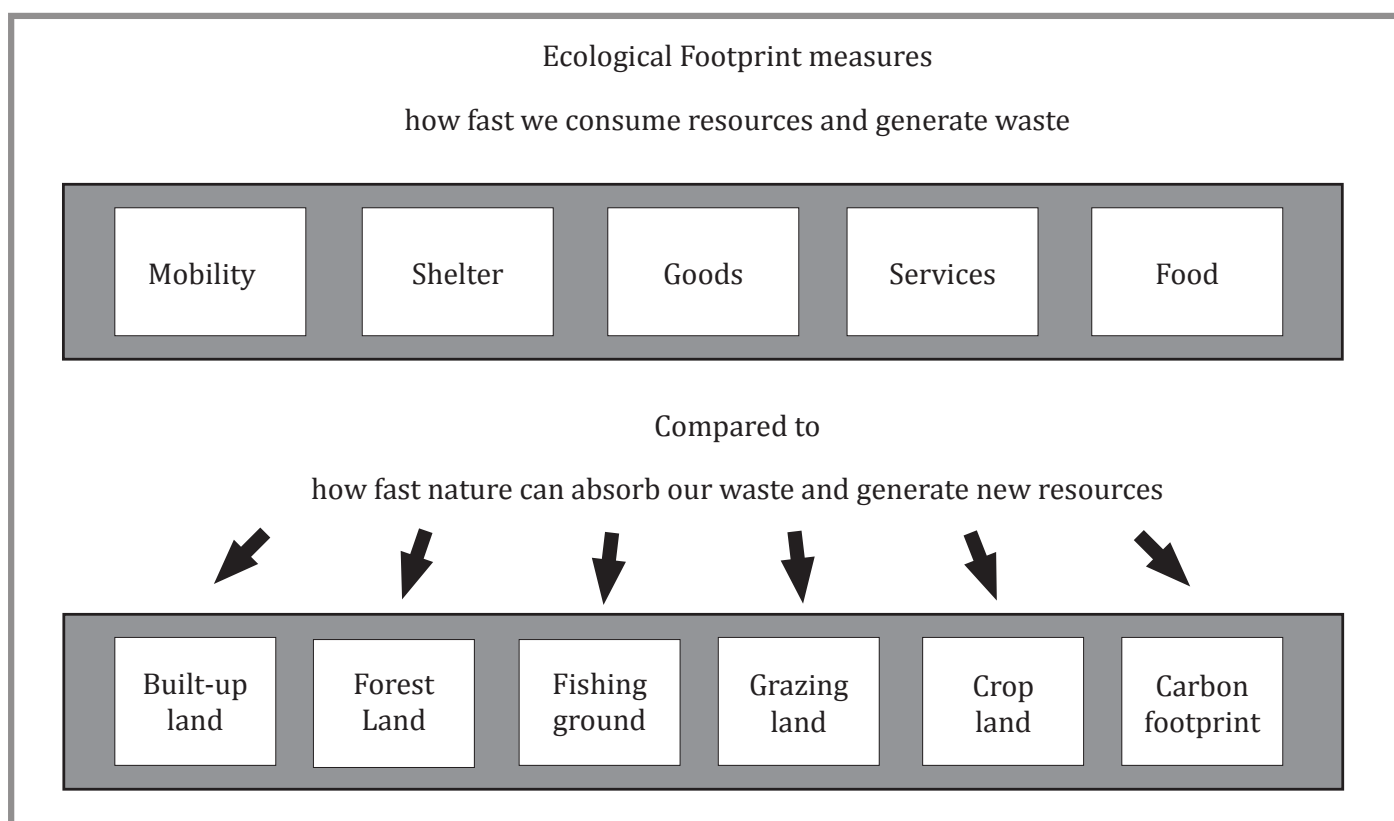 Ecological Footprint measures
how fast we consume resources and generate waste
Mobility
Shelter
Goods
Services
Food
Compared to
how fast nature can absorb our waste and generate new resources
Built-up
land
Forest
Land
Fishing
ground
Grazing
land
Crop
land
Carbon
footprint